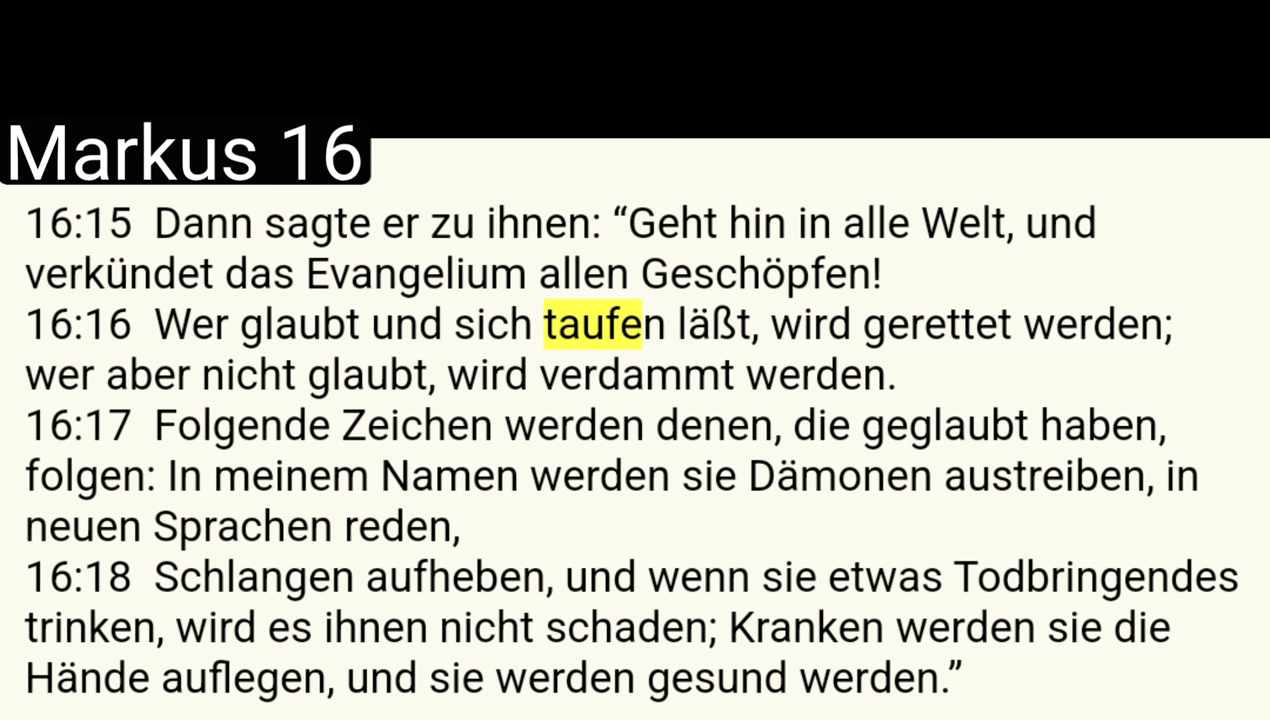 Markus 16
16:15 Dann sagte er zu ihnen: “Geht hin in alle Welt, und
verkündet das Evangelium allen Geschöpfen!
16:16 Wer glaubt und sich taufen läßt, wird gerettet werden;
wer aber nicht glaubt, wird verdammt werden.
16:17 Folgende Zeichen werden denen, die geglaubt haben,
folgen: In meinem Namen werden sie Dämonen austreiben, in
neuen Sprachen reden,
16:18 Schlangen aufheben, und wenn sie etwas Todbringendes
trinken, wird es ihnen nicht schaden; Kranken werden sie die
Hände auflegen, und sie werden gesund werden.”